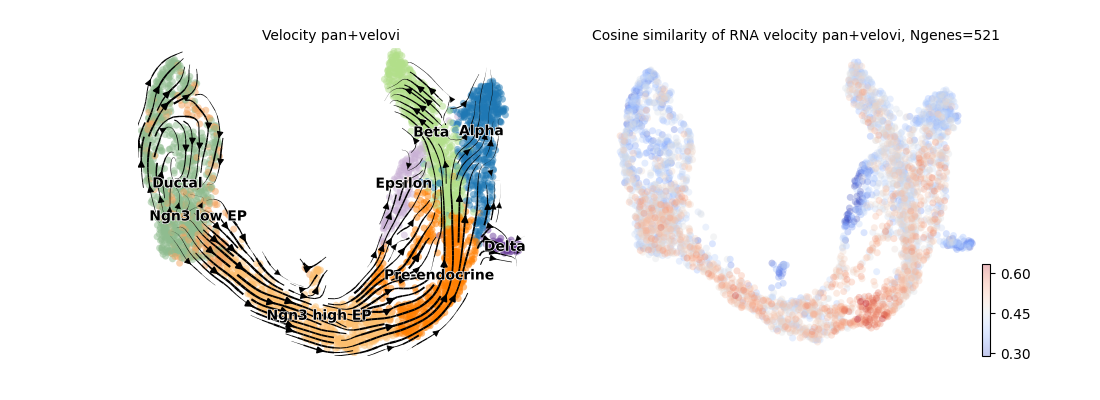 Velocity pan+velovi
Cosine similarity of RNA velocity pan+velovi, Ngenes=521
Beta
Alpha
Ductal
Epsilon
Ngn3 low EP
Delta
Pre-endocrine
Ngn3 high EP
0.60
0.45
0.30